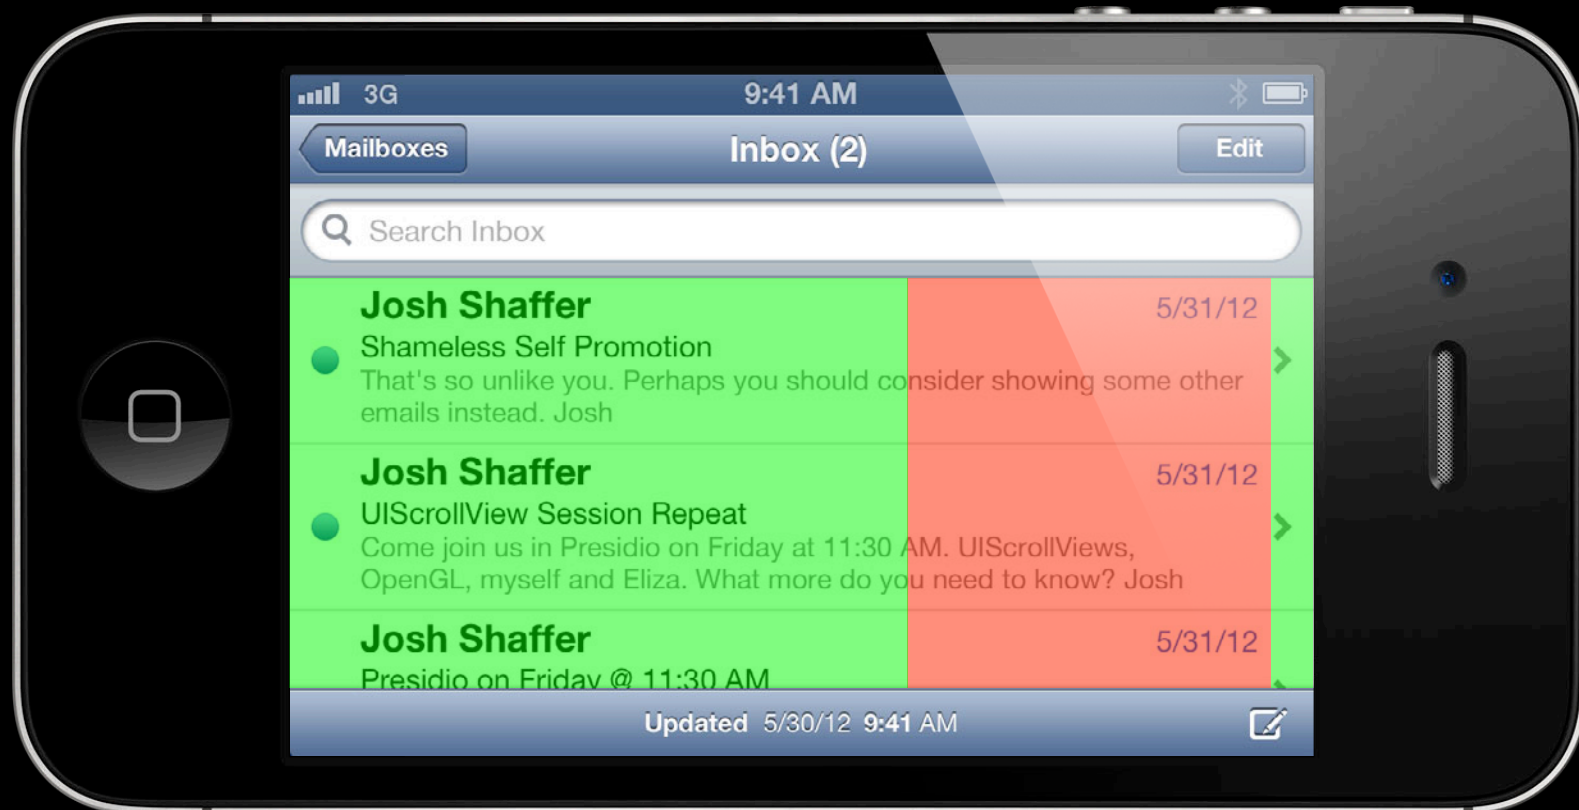 3G 9:41 AM
Mailboxes Inbox (2) Edit
Search Inbox
Josh Shaffer 5/31/12
Shameless Self Promotion
That's so unlike you. Perhaps you should consider showing some other
emails instead. Josh
Josh Shaffer 5/31/12
UIScrollView Session Repeat
Come join us in Presidio on Friday at 11:30 AM. UIScrollViews,
OpenGL, myself and Eliza. What more do you need to know? Josh
Josh Shaffer 5/31/12
Presidio on Friday @ 11:30 AM
Updated 5/30/12 9:41 AM